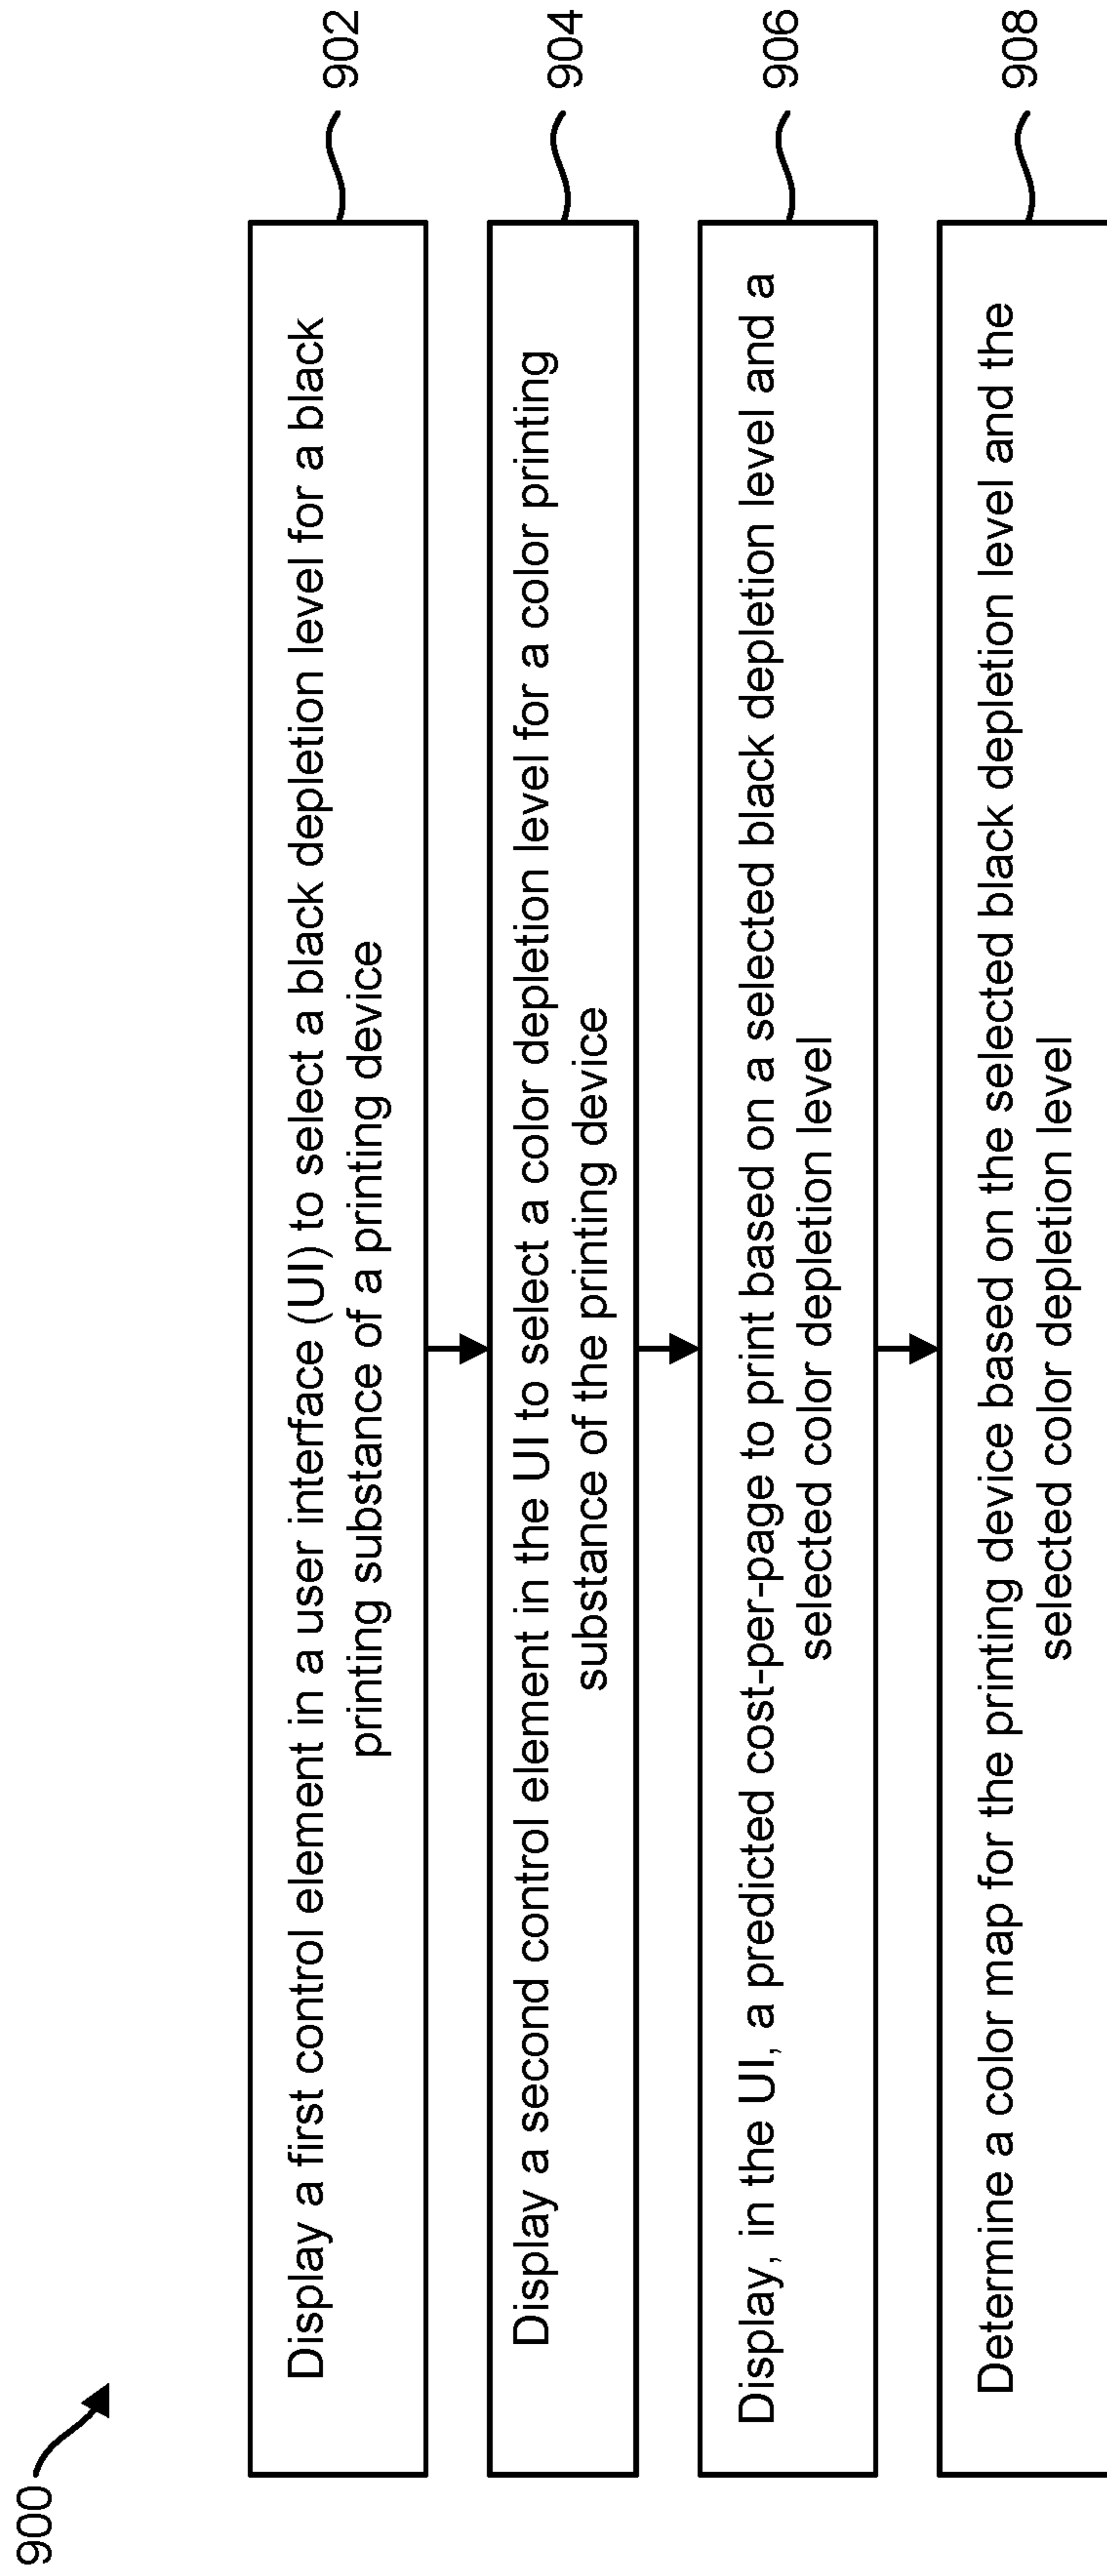 900
Display a first control element in a user interface (UI) to select a black depletion level for a black
printing substance of a printing device
902
Display a second control element in the UI to select a color depletion level for a color printing
substance of the printing device
904
Display, in the UI, a predicted cost-per-page to print based on a selected black depletion level and a
selected color depletion level
906
Determine a color map for the printing device based on the selected black depletion level and the
selected color depletion level
908